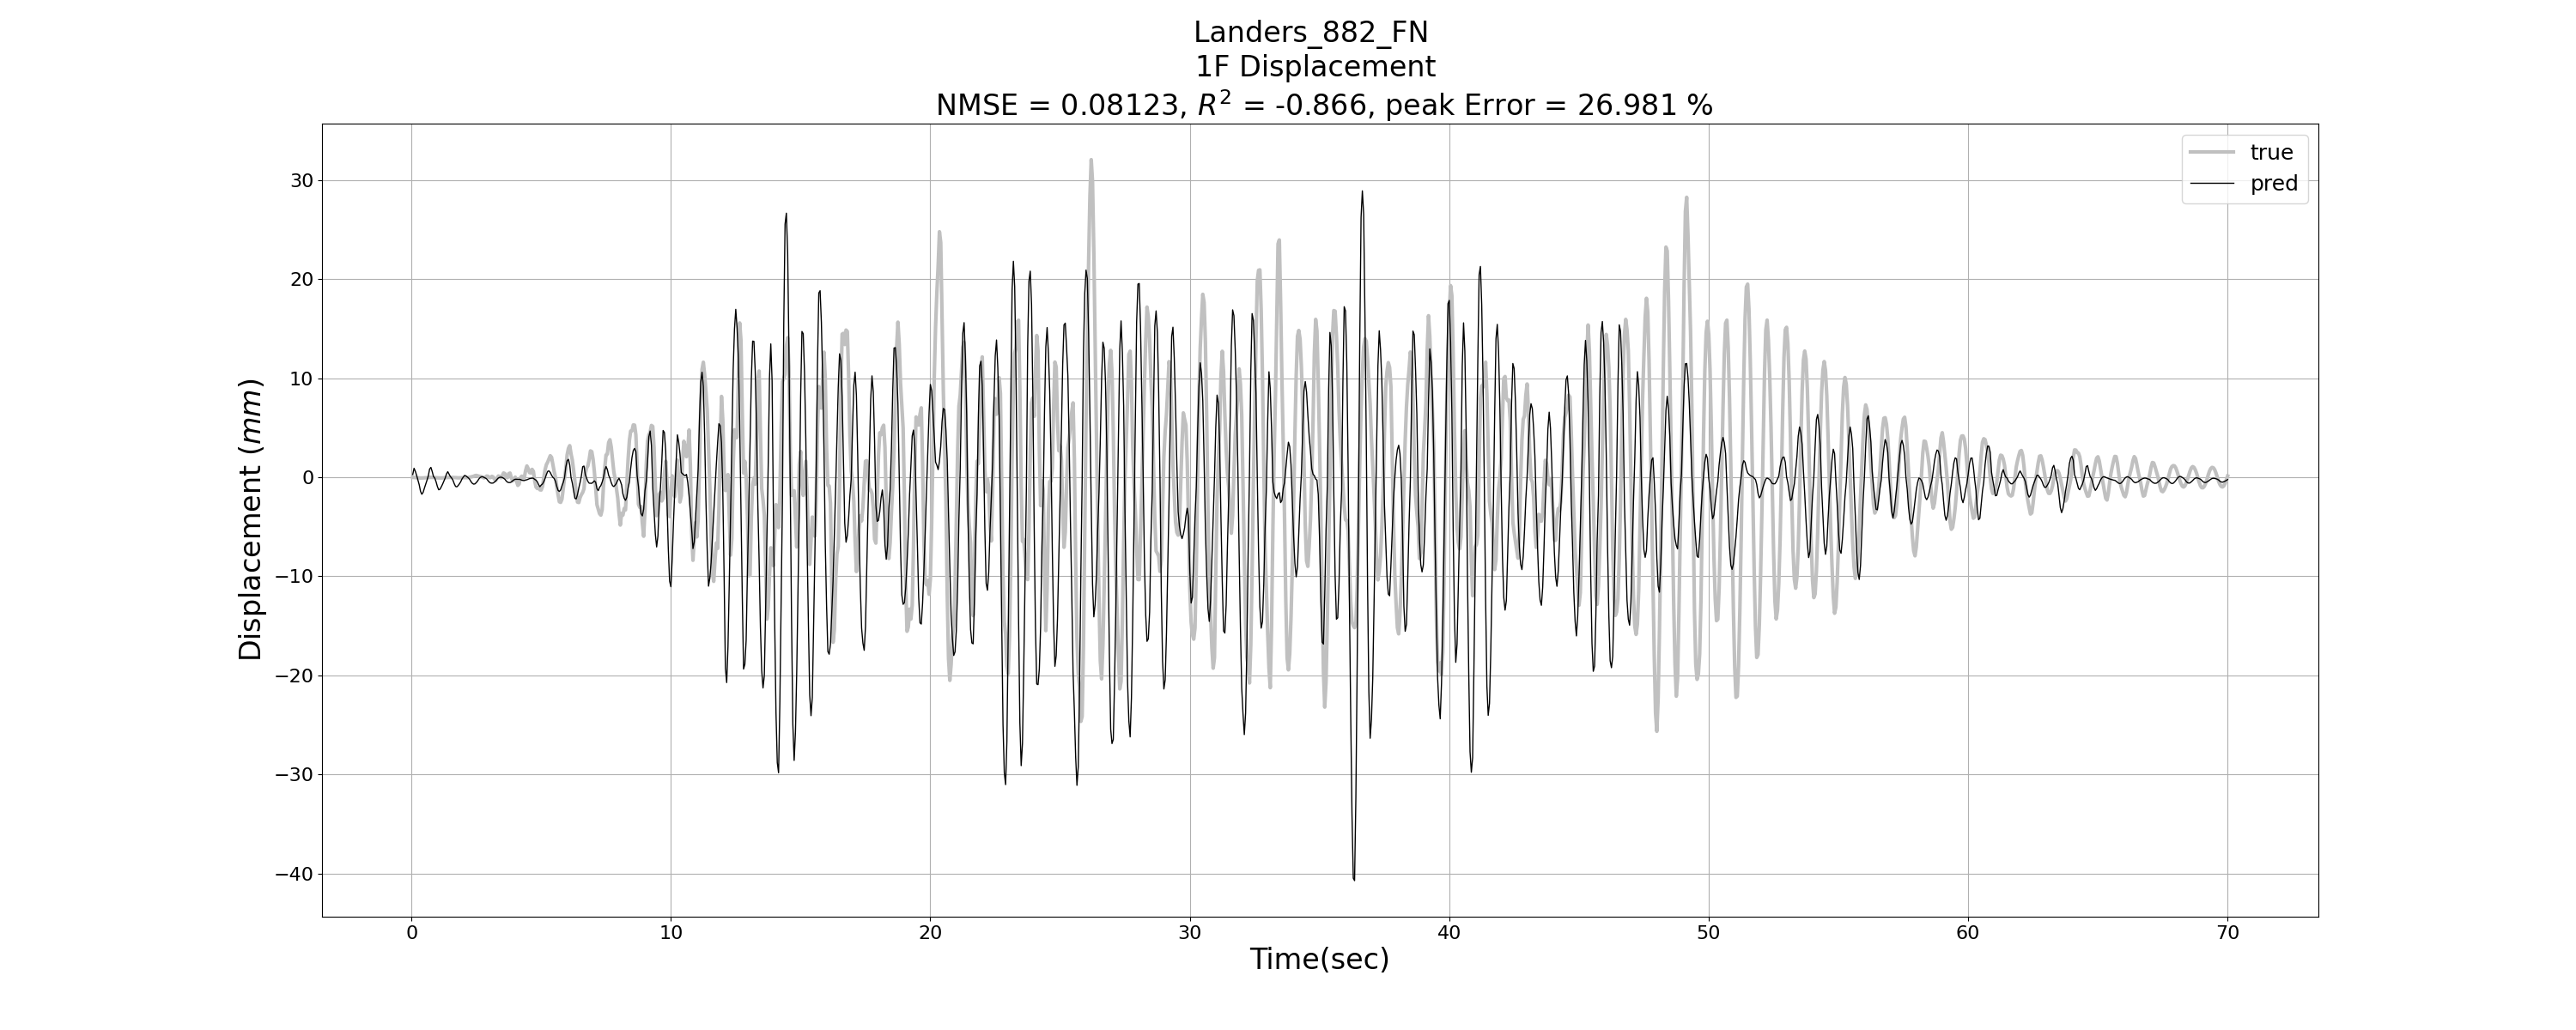 Landers_882_FN
1F Displacement
NMSE = 0.08123, R² = -0.866, peak Error = 26.981 %
true
pred
Displacement (mm)
30
20
10
0
−10
−20
−30
−40
0 10 20 30 40 50 60 70
Time(sec)